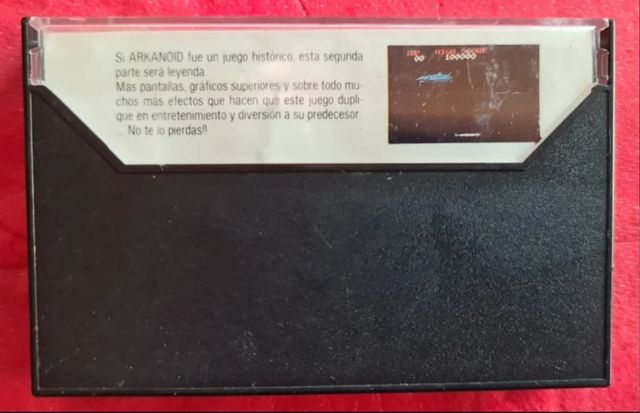 Si ARKANOID fue un juego histórico, esta segunda
parte será leyenda.
Más pantallas, gráficos superiores y sobre todo mu-
chos más efectos que hacen que este juego dupli-
que en entretenimiento y diversión a su predecesor.
... No te lo pierdas!!
1UP HIGH SCORE
00 100000